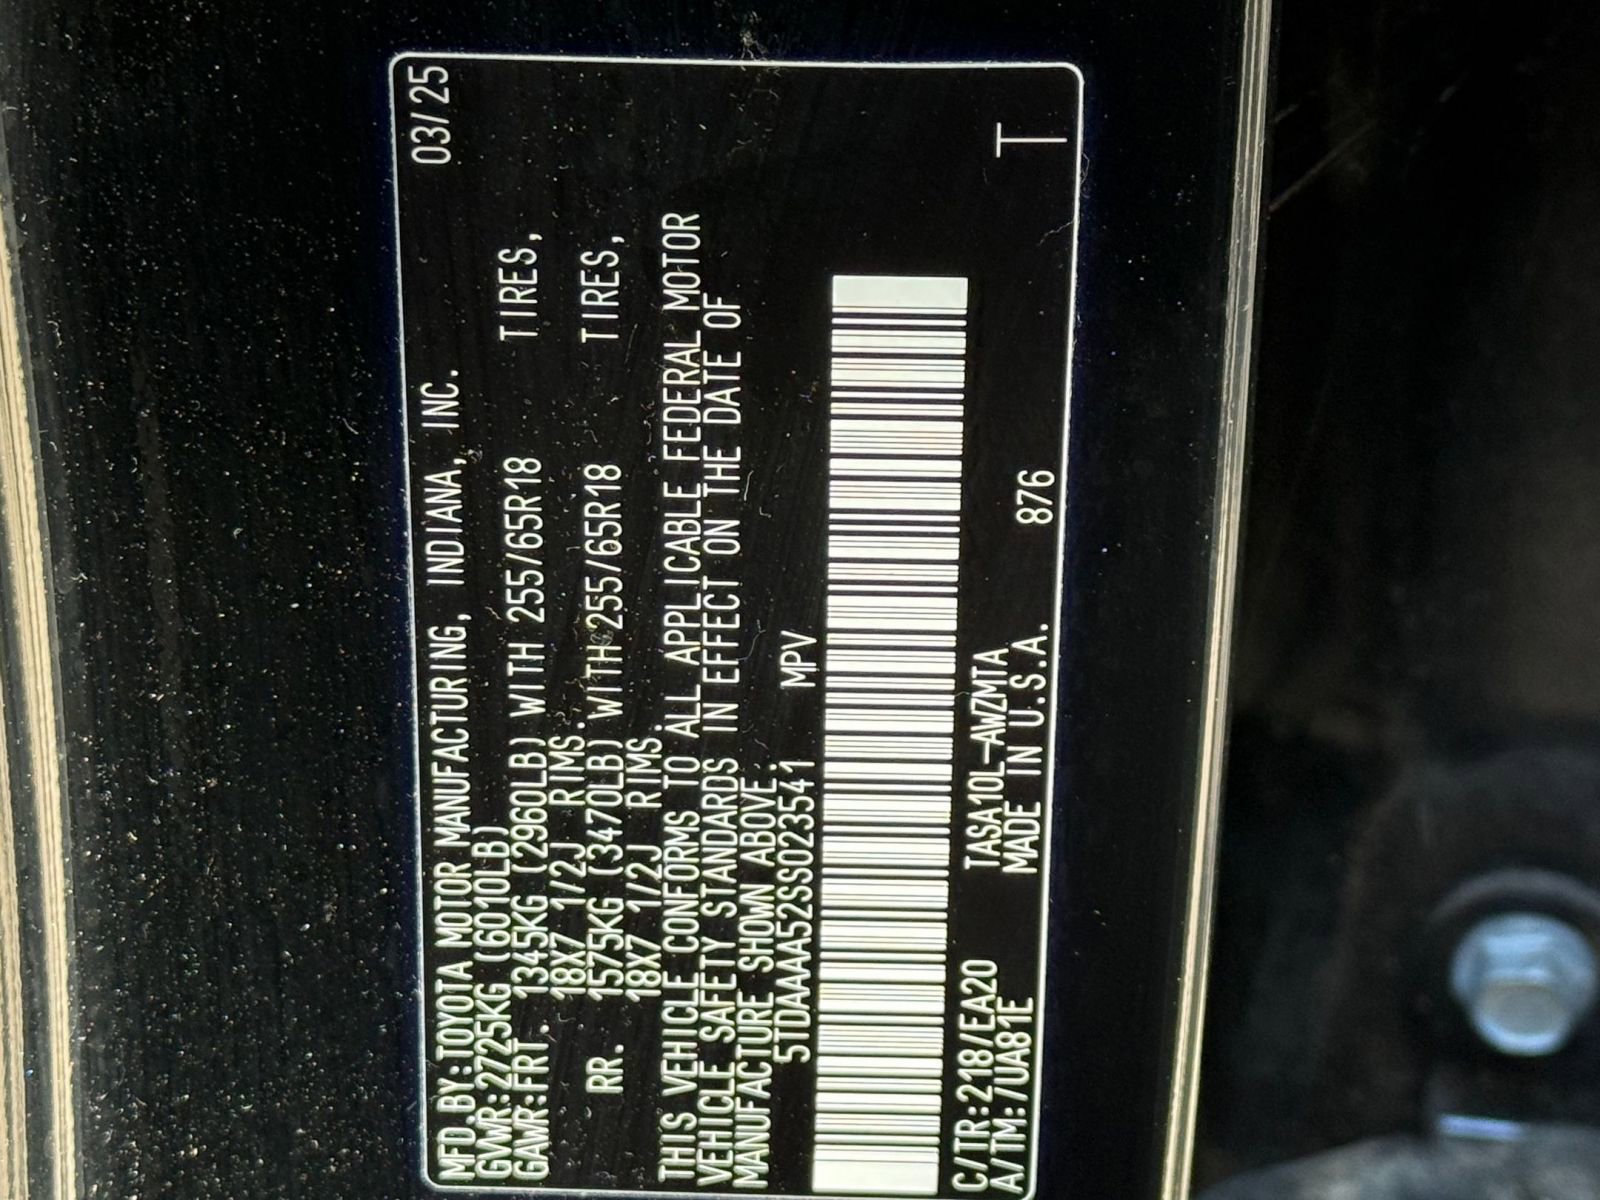 MFD.BY:TOYOTA MOTOR MANUFACTURING, INDIANA, INC. 03/25
GVWR:2725KG (6010LB)
GAWR:FRT. 1345KG (2960LB) WITH 255/65R18 TIRES,
18X7 1/2J RIMS.
RR. 1575KG (3470LB) WITH 255/65R18 TIRES,
18X7 1/2J RIMS
THIS VEHICLE CONFORMS TO ALL APPLICABLE FEDERAL MOTOR
VEHICLE SAFETY STANDARDS IN EFFECT ON THE DATE OF
MANUFACTURE SHOWN ABOVE.
5TDAAAA52SS023541 MPV
C/TR:218/EA20 TASA10L-AWZMTA
A/TM:7UA81E MADE IN U.S.A. 876 T